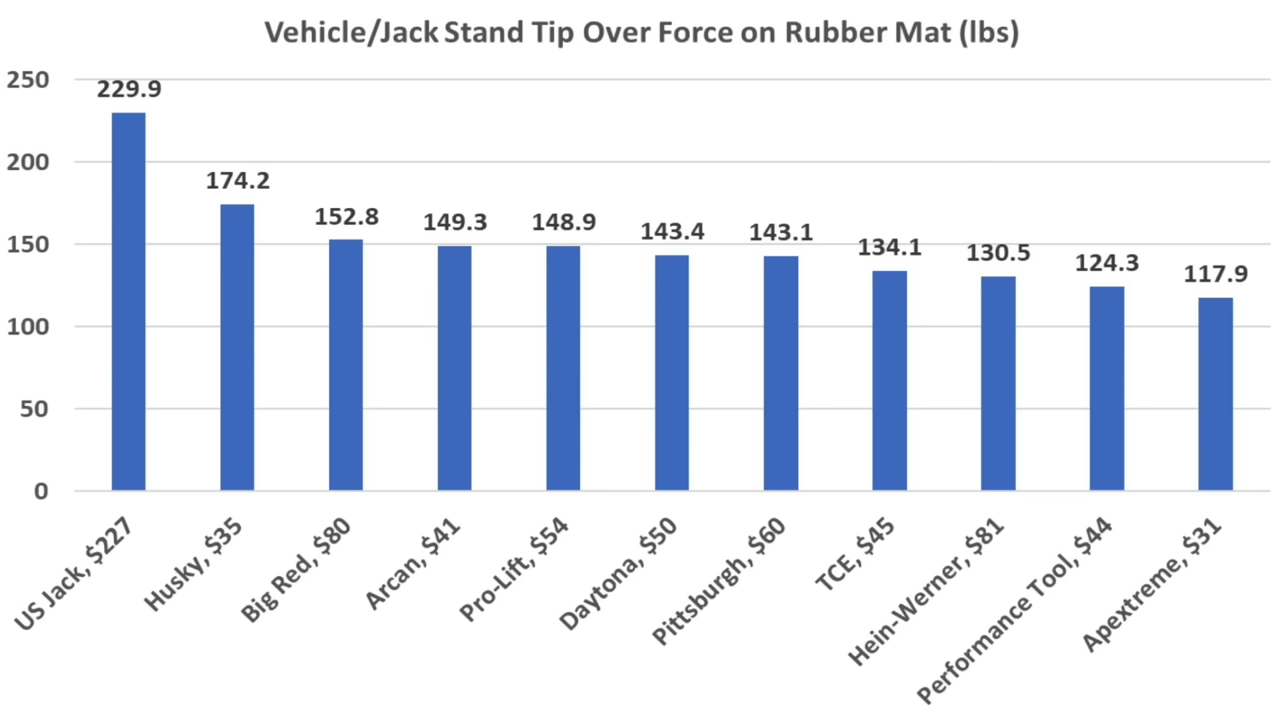 Vehicle/Jack Stand Tip Over Force on Rubber Mat (lbs)
250
200
150
100
50
0
229.9
174.2
152.8
149.3
148.9
143.4
143.1
134.1
130.5
124.3
117.9
US Jack, $227
Husky, $35
Big Red, $80
Arcan, $41
Pro-Lift, $54
Daytona, $50
Pittsburgh, $60
TCE, $45
Hein-Werner, $81
Performance Tool, $44
Apextreme, $31